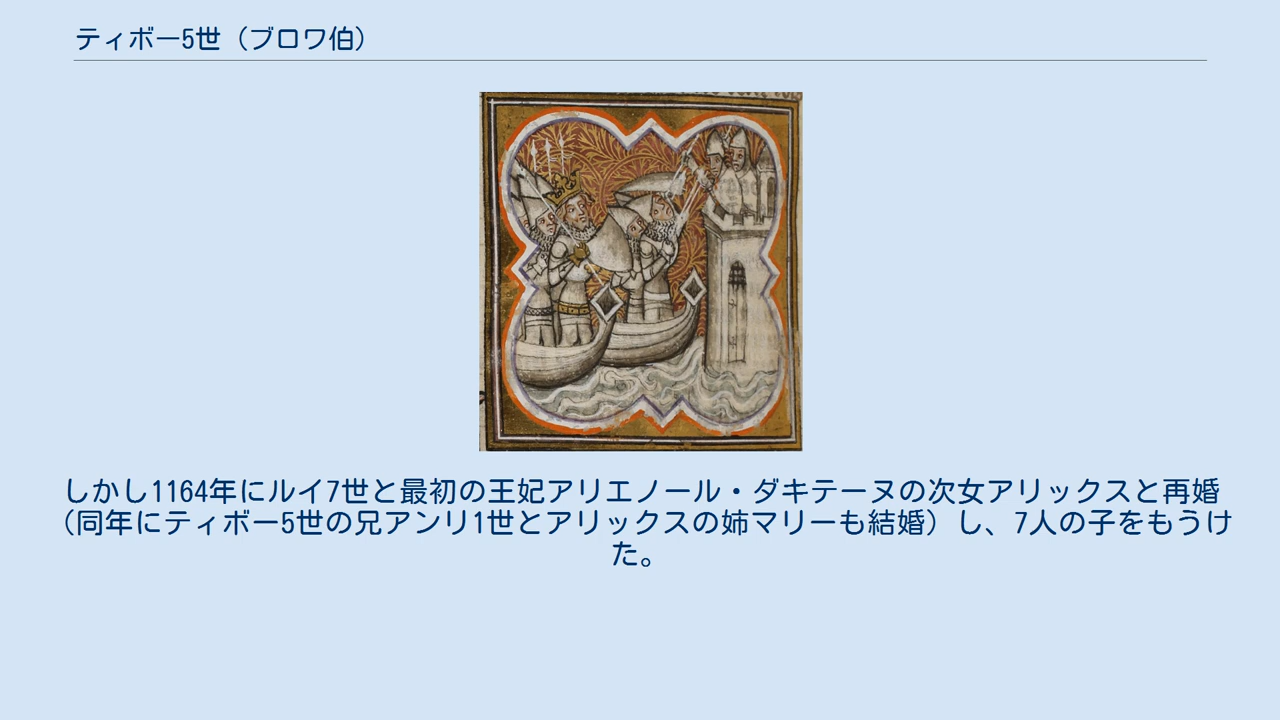 ティボー5世（ブロワ伯）
しかし1164年にルイ7世と最初の王妃アリエノール・ダキテーヌの次女アリックスと再婚
（同年にティボー5世の兄アンリ1世とアリックスの姉マリーも結婚）し、7人の子をもうけ
た。